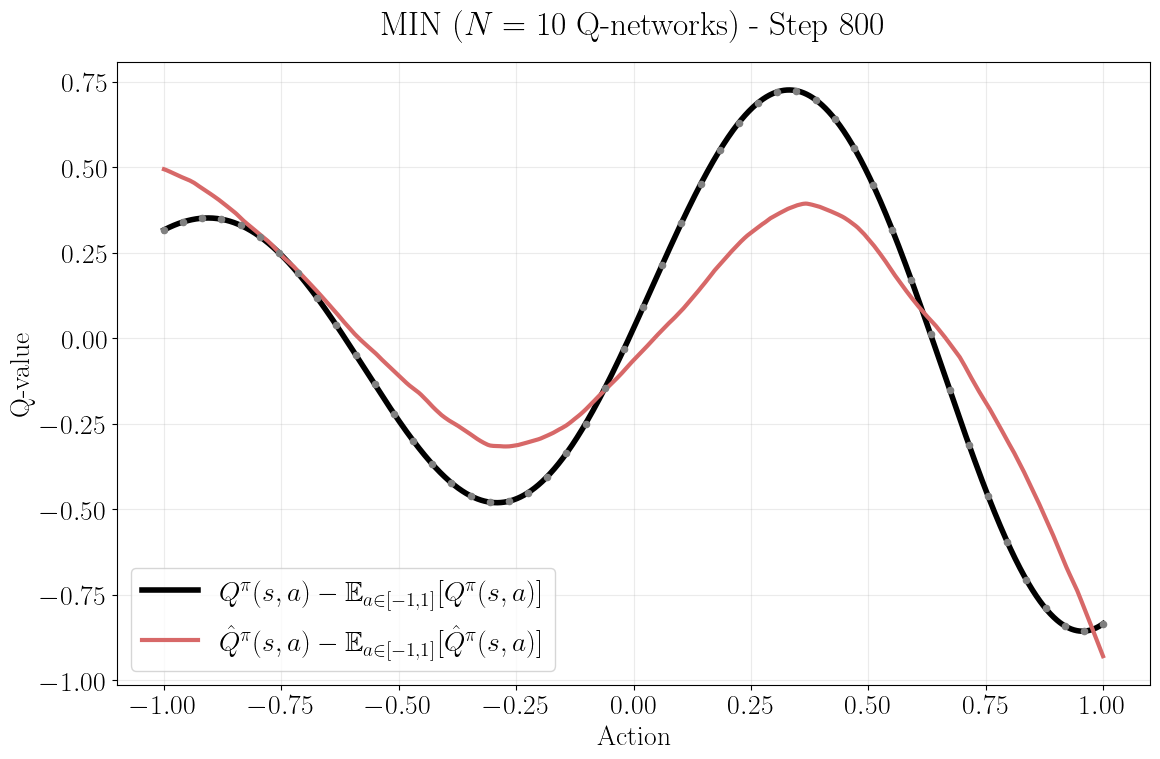 MIN (N = 10 Q-networks) - Step 800
0.75
0.50
0.25
0.00
−0.25
−0.50
−0.75
−1.00
Q-value
Q^π(s, a) − 𝔼_{a∈[−1,1]}[Q^π(s, a)]
Q̂^π(s, a) − 𝔼_{a∈[−1,1]}[Q̂^π(s, a)]
−1.00 −0.75 −0.50 −0.25 0.00 0.25 0.50 0.75 1.00
Action